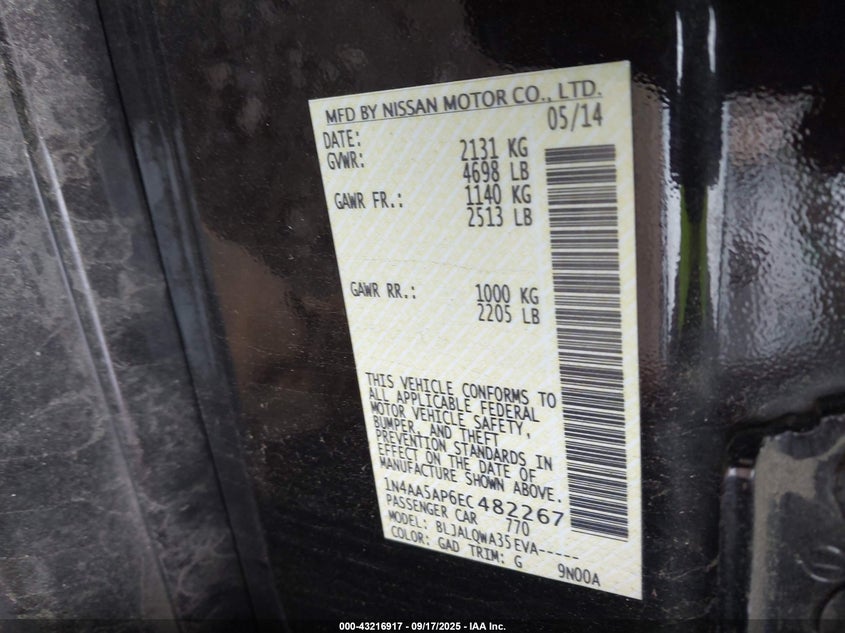 MFD BY NISSAN MOTOR CO., LTD.
DATE: 05/14
GVWR: 2131 KG
4698 LB
GAWR FR.: 1140 KG
2513 LB
GAWR RR.: 1000 KG
2205 LB
THIS VEHICLE CONFORMS TO
ALL APPLICABLE FEDERAL
MOTOR VEHICLE SAFETY,
BUMPER, AND THEFT
PREVENTION STANDARDS IN
EFFECT ON THE DATE OF
MANUFACTURE SHOWN ABOVE.
1N4AA5AP6EC482267
PASSENGER CAR 770
MODEL: BLJALQWA35EVA-----
COLOR: GAD TRIM: G 9N00A
000-43216917 - 09/17/2025 - IAA Inc.